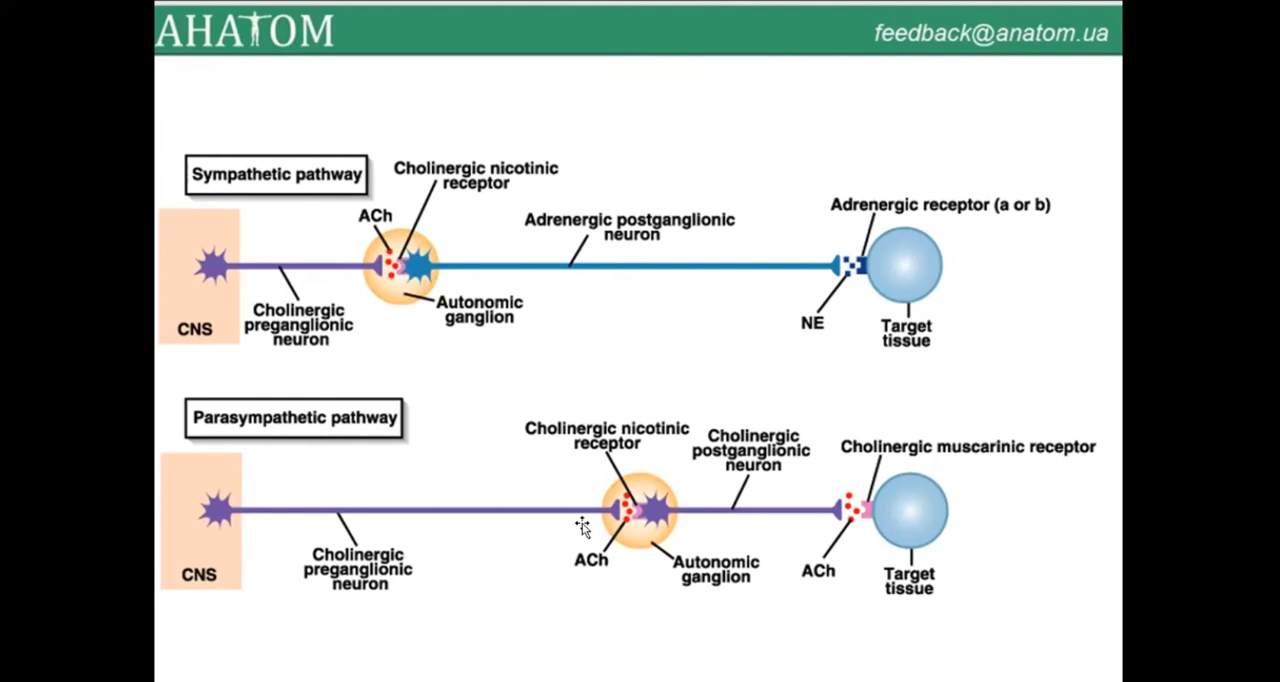 АНАТОМ
feedback@anatom.ua
Sympathetic pathway
Cholinergic nicotinic
receptor
ACh
Adrenergic postganglionic
neuron
Adrenergic receptor (a or b)
CNS
Cholinergic
preganglionic
neuron
Autonomic
ganglion
NE
Target
tissue
Parasympathetic pathway
Cholinergic nicotinic
receptor
Cholinergic
postganglionic
neuron
Cholinergic muscarinic receptor
CNS
Cholinergic
preganglionic
neuron
ACh
Autonomic
ganglion
ACh
Target
tissue